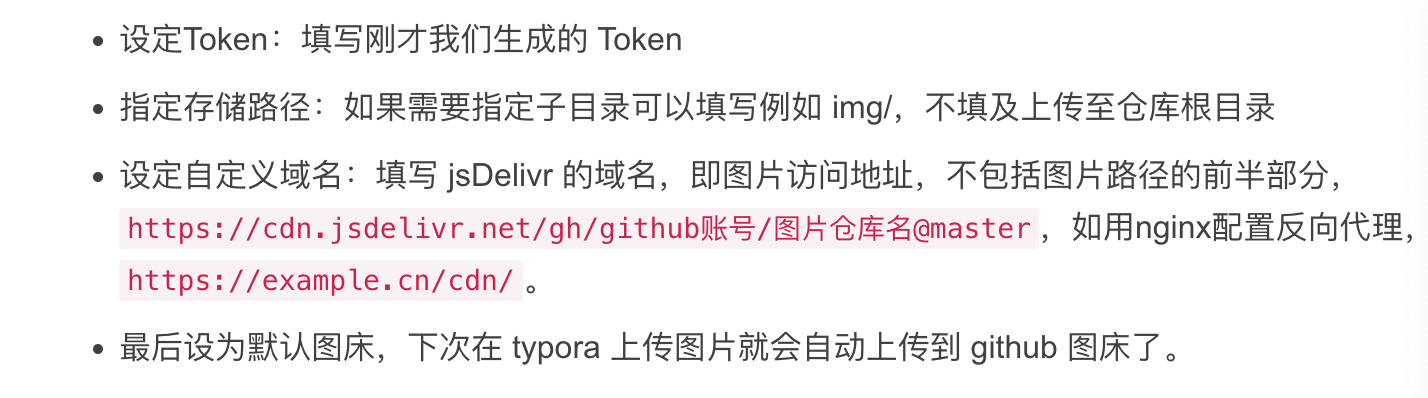 • 设定Token：填写刚才我们生成的 Token
• 指定存储路径：如果需要指定子目录可以填写例如 img/，不填及上传至仓库根目录
• 设定自定义域名：填写 jsDelivr 的域名，即图片访问地址，不包括图片路径的前半部分，
https://cdn.jsdelivr.net/gh/github账号/图片仓库名@master，如用nginx配置反向代理，
https://example.cn/cdn/。
• 最后设为默认图床，下次在 typora 上传图片就会自动上传到 github 图床了。